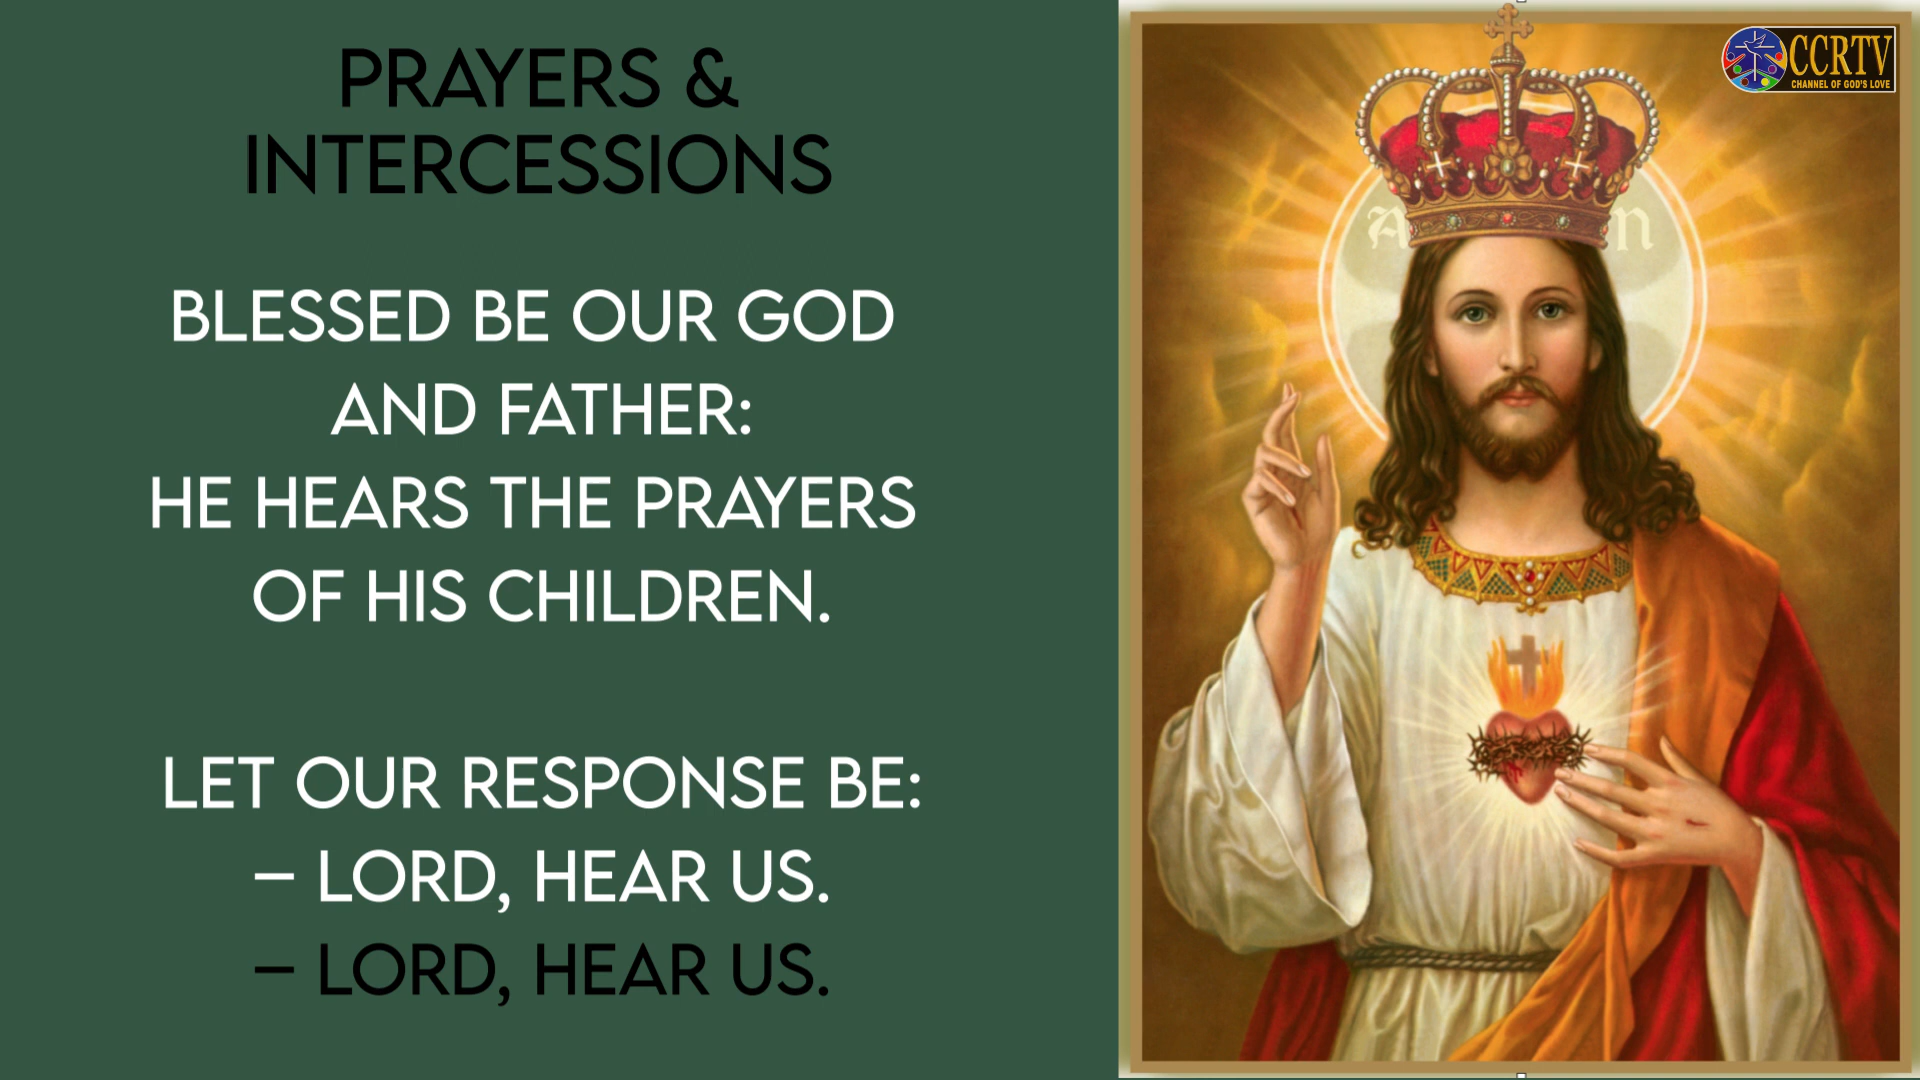 PRAYERS &
INTERCESSIONS
BLESSED BE OUR GOD
AND FATHER:
HE HEARS THE PRAYERS
OF HIS CHILDREN.
LET OUR RESPONSE BE:
– LORD, HEAR US.
– LORD, HEAR US.
CCRTV
CHANNEL OF GOD'S LOVE